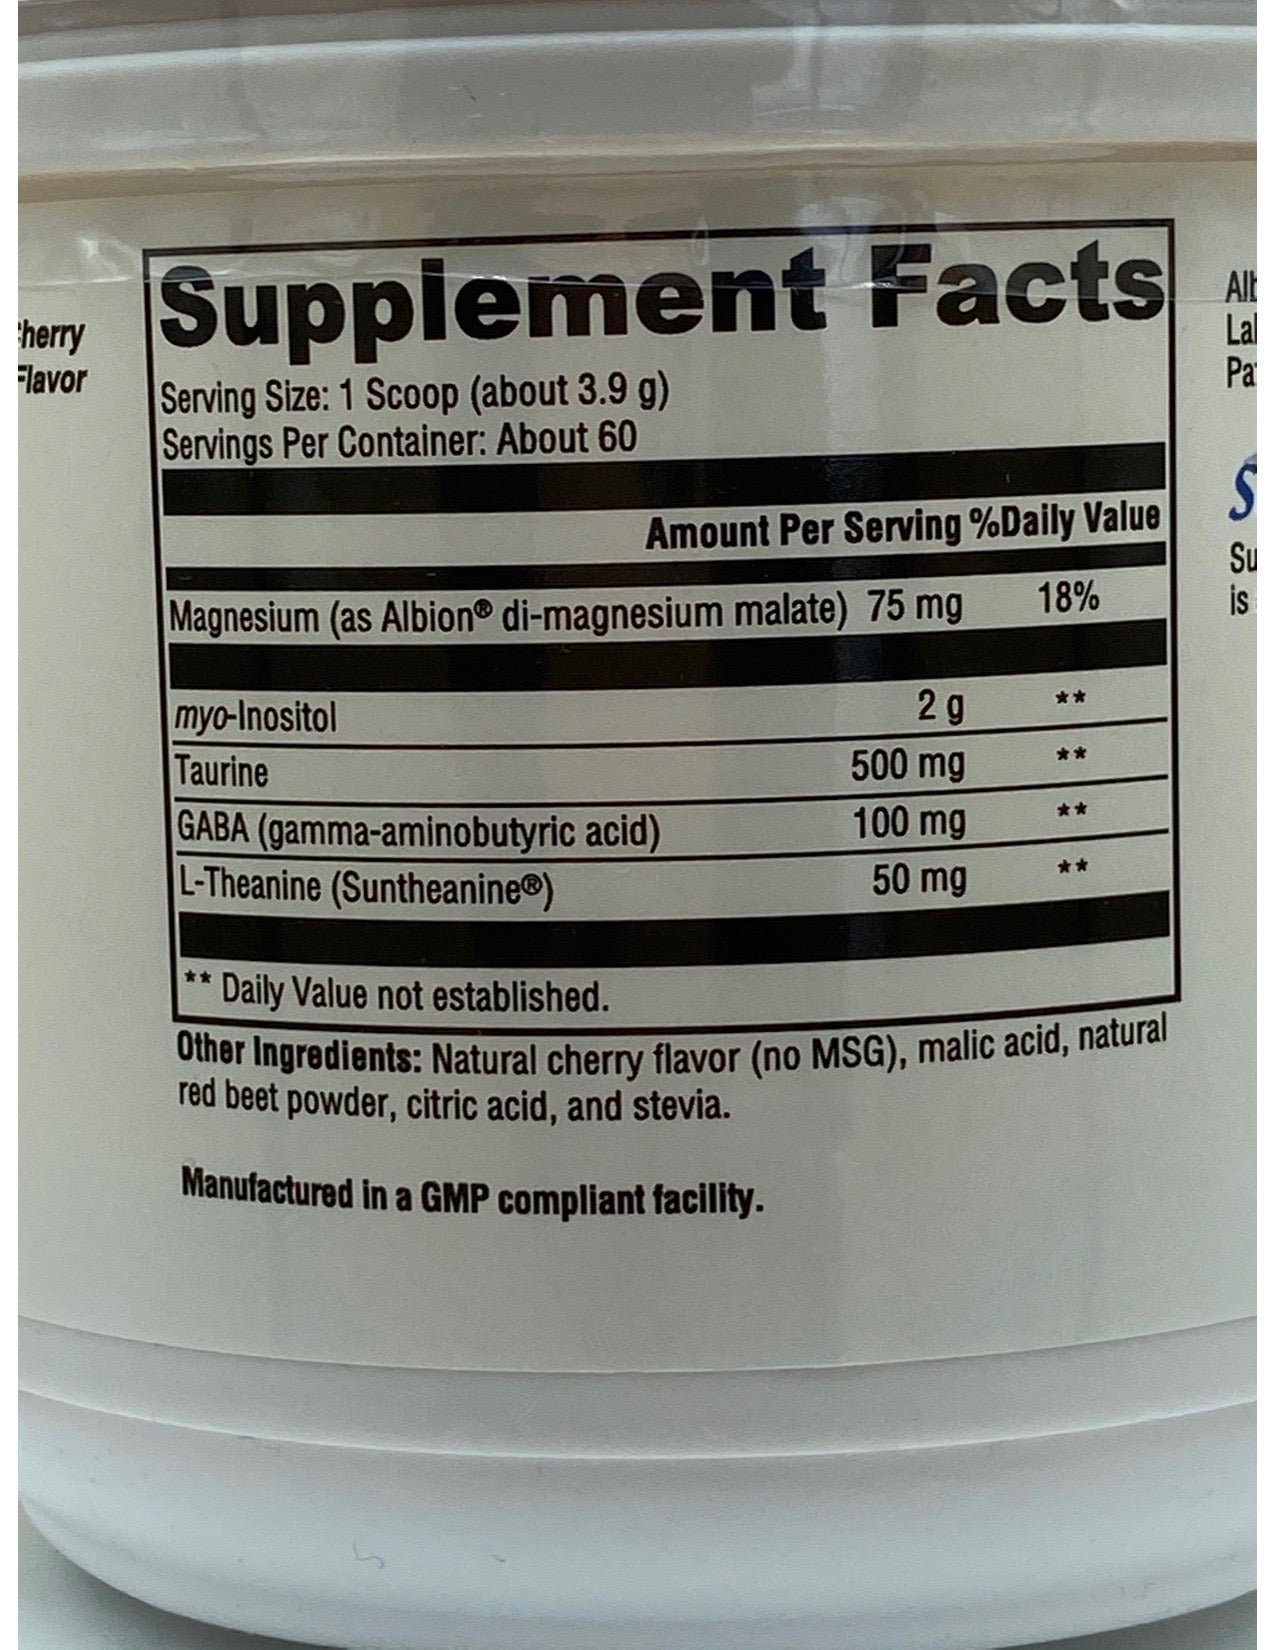 Supplement Facts
Serving Size: 1 Scoop (about 3.9 g)
Servings Per Container: About 60
Amount Per Serving %Daily Value
Magnesium (as Albion® di-magnesium malate) 75 mg 18%
myo-Inositol 2 g **
Taurine 500 mg **
GABA (gamma-aminobutyric acid) 100 mg **
L-Theanine (Suntheanine®) 50 mg **
** Daily Value not established.
Other Ingredients: Natural cherry flavor (no MSG), malic acid, natural
red beet powder, citric acid, and stevia.
Manufactured in a GMP compliant facility.
Cherry
Flavor
is